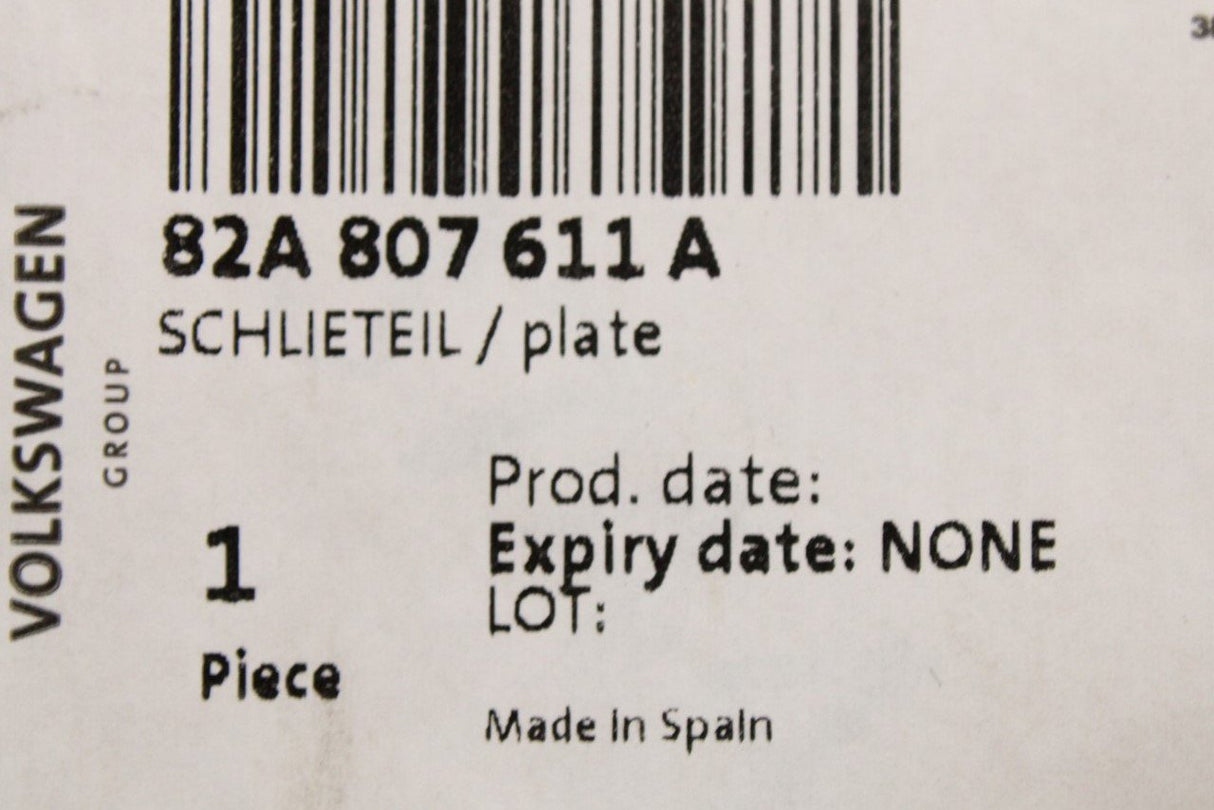 82A 807 611 A
SCHLIETEIL / plate
VOLKSWAGEN
GROUP
Prod. date:
Expiry date: NONE
LOT:
1
Piece
Made in Spain